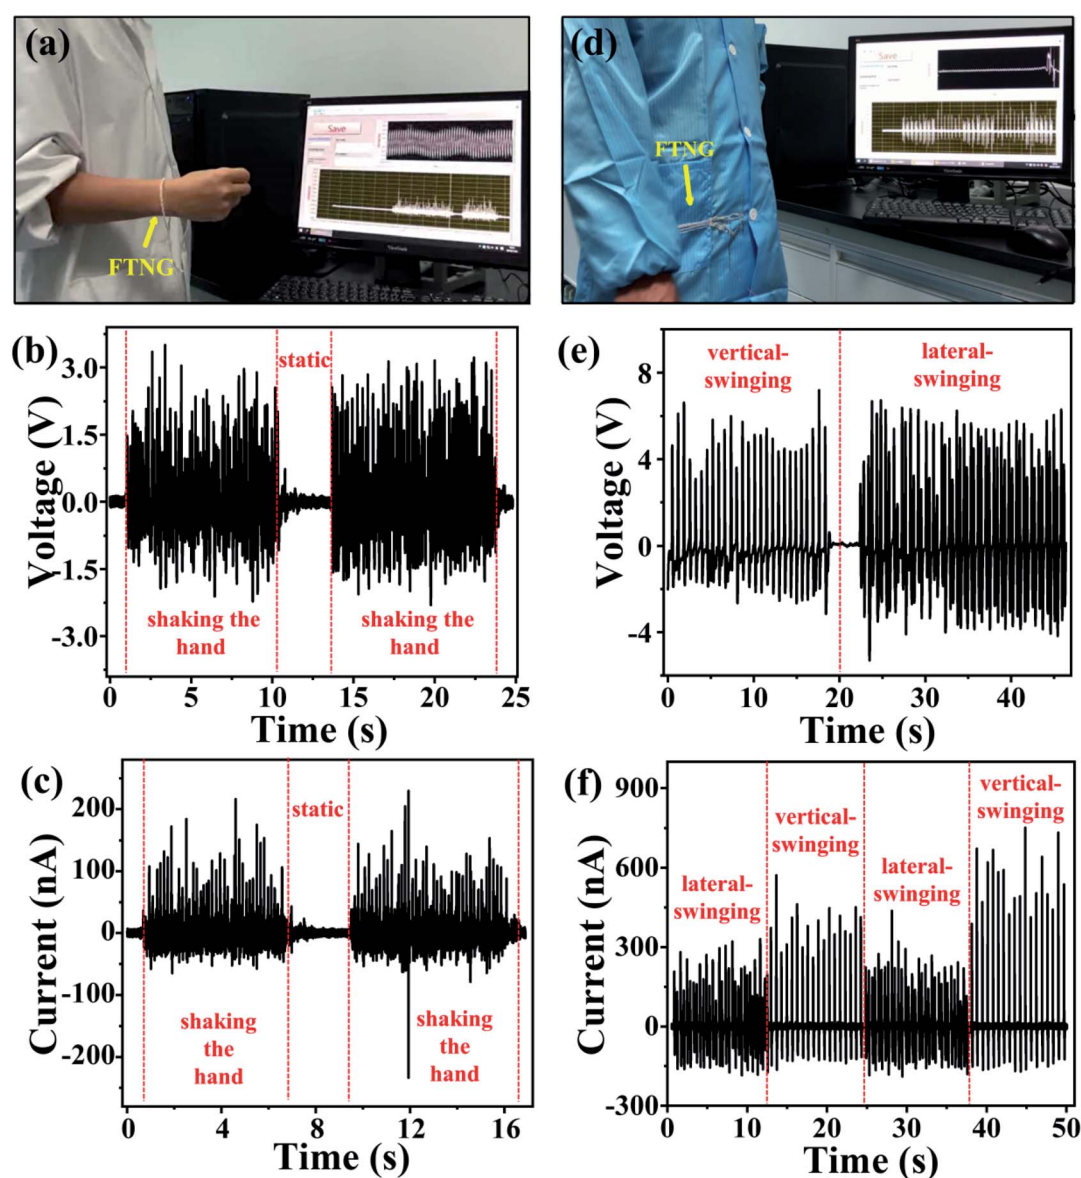 (a)
Save
FTNG
ViewSonic
(d)
Save
FTNG
ViewSonic
(b)
Voltage (V)
3.0
1.5
0.0
-1.5
-3.0
static
shaking the
hand
shaking the
hand
0
5
10
15
20
25
Time (s)
(e)
Voltage (V)
8
4
0
-4
vertical-
swinging
lateral-
swinging
0
10
20
30
40
Time (s)
(c)
Current (nA)
200
100
0
-100
-200
static
shaking
the
hand
shaking
the
hand
0
4
8
12
16
Time (s)
(f)
Current (nA)
900
600
300
0
-300
lateral-
swinging
vertical-
swinging
lateral-
swinging
vertical-
swinging
0
10
20
30
40
50
Time (s)